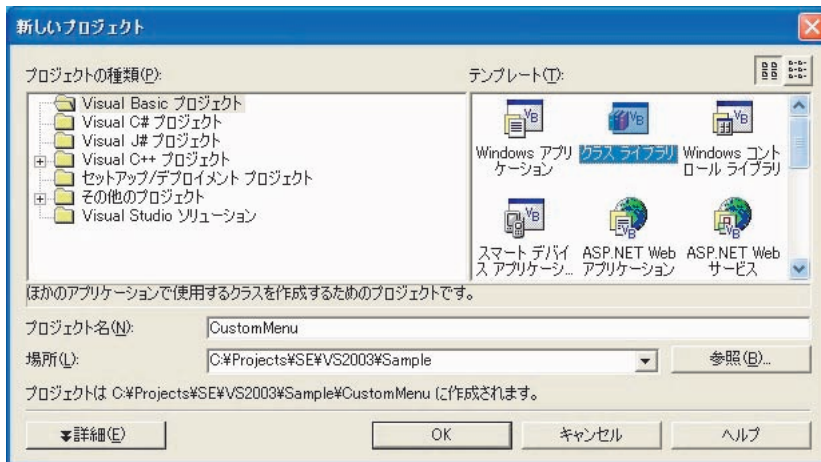 新しいプロジェクト
プロジェクトの種類(P):
Visual Basic プロジェクト
Visual C# プロジェクト
Visual J# プロジェクト
Visual C++ プロジェクト
セットアップ/デプロイメント プロジェクト
その他のプロジェクト
Visual Studio ソリューション
テンプレート(T):
Windows アプリ
ケーション
クラス ライブラリ
Windows コント
ロール ライブラリ
スマート デバイ
ス アプリケーシ...
ASP.NET Web
アプリケーション
ASP.NET Web
サービス
ほかのアプリケーションで使用するクラスを作成するためのプロジェクトです。
プロジェクト名(N):
CustomMenu
場所(L):
C:¥Projects¥SE¥VS2003¥Sample
参照(B)...
プロジェクトは C:¥Projects¥SE¥VS2003¥Sample¥CustomMenu に作成されます。
詳細(E)
OK
キャンセル
ヘルプ